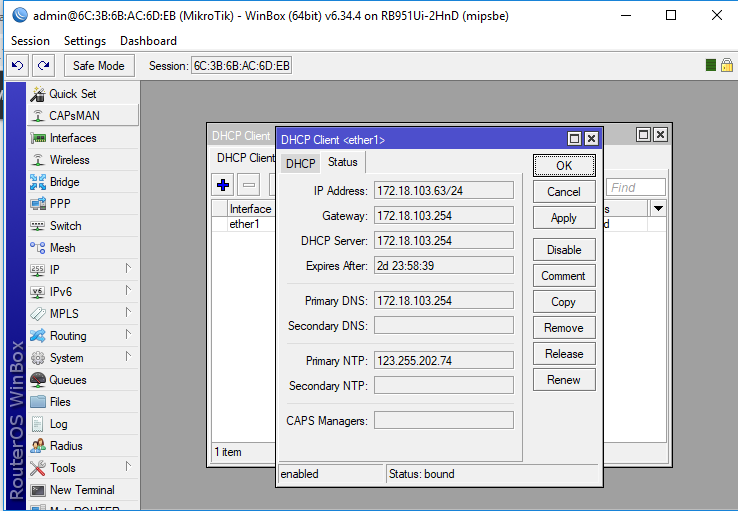 admin@6C:3B:6B:AC:6D:EB (MikroTik) - WinBox (64bit) v6.34.4 on RB951Ui-2HnD (mipsbe)
Session Settings Dashboard
Safe Mode Session: 6C:3B:6B:AC:6D:EB
RouterOS WinBox
Quick Set
CAPsMAN
Interfaces
Wireless
Bridge
PPP
Switch
Mesh
IP
IPv6
MPLS
Routing
System
Queues
Files
Log
Radius
Tools
New Terminal
DHCP Client
DHCP Client
Find
Interface
ether1
1 item
DHCP Client <ether1>
DHCP Status
IP Address: 172.18.103.63/24
Gateway: 172.18.103.254
DHCP Server: 172.18.103.254
Expires After: 2d 23:58:39
Primary DNS: 172.18.103.254
Secondary DNS:
Primary NTP: 123.255.202.74
Secondary NTP:
CAPS Managers:
OK
Cancel
Apply
Disable
Comment
Copy
Remove
Release
Renew
enabled Status: bound